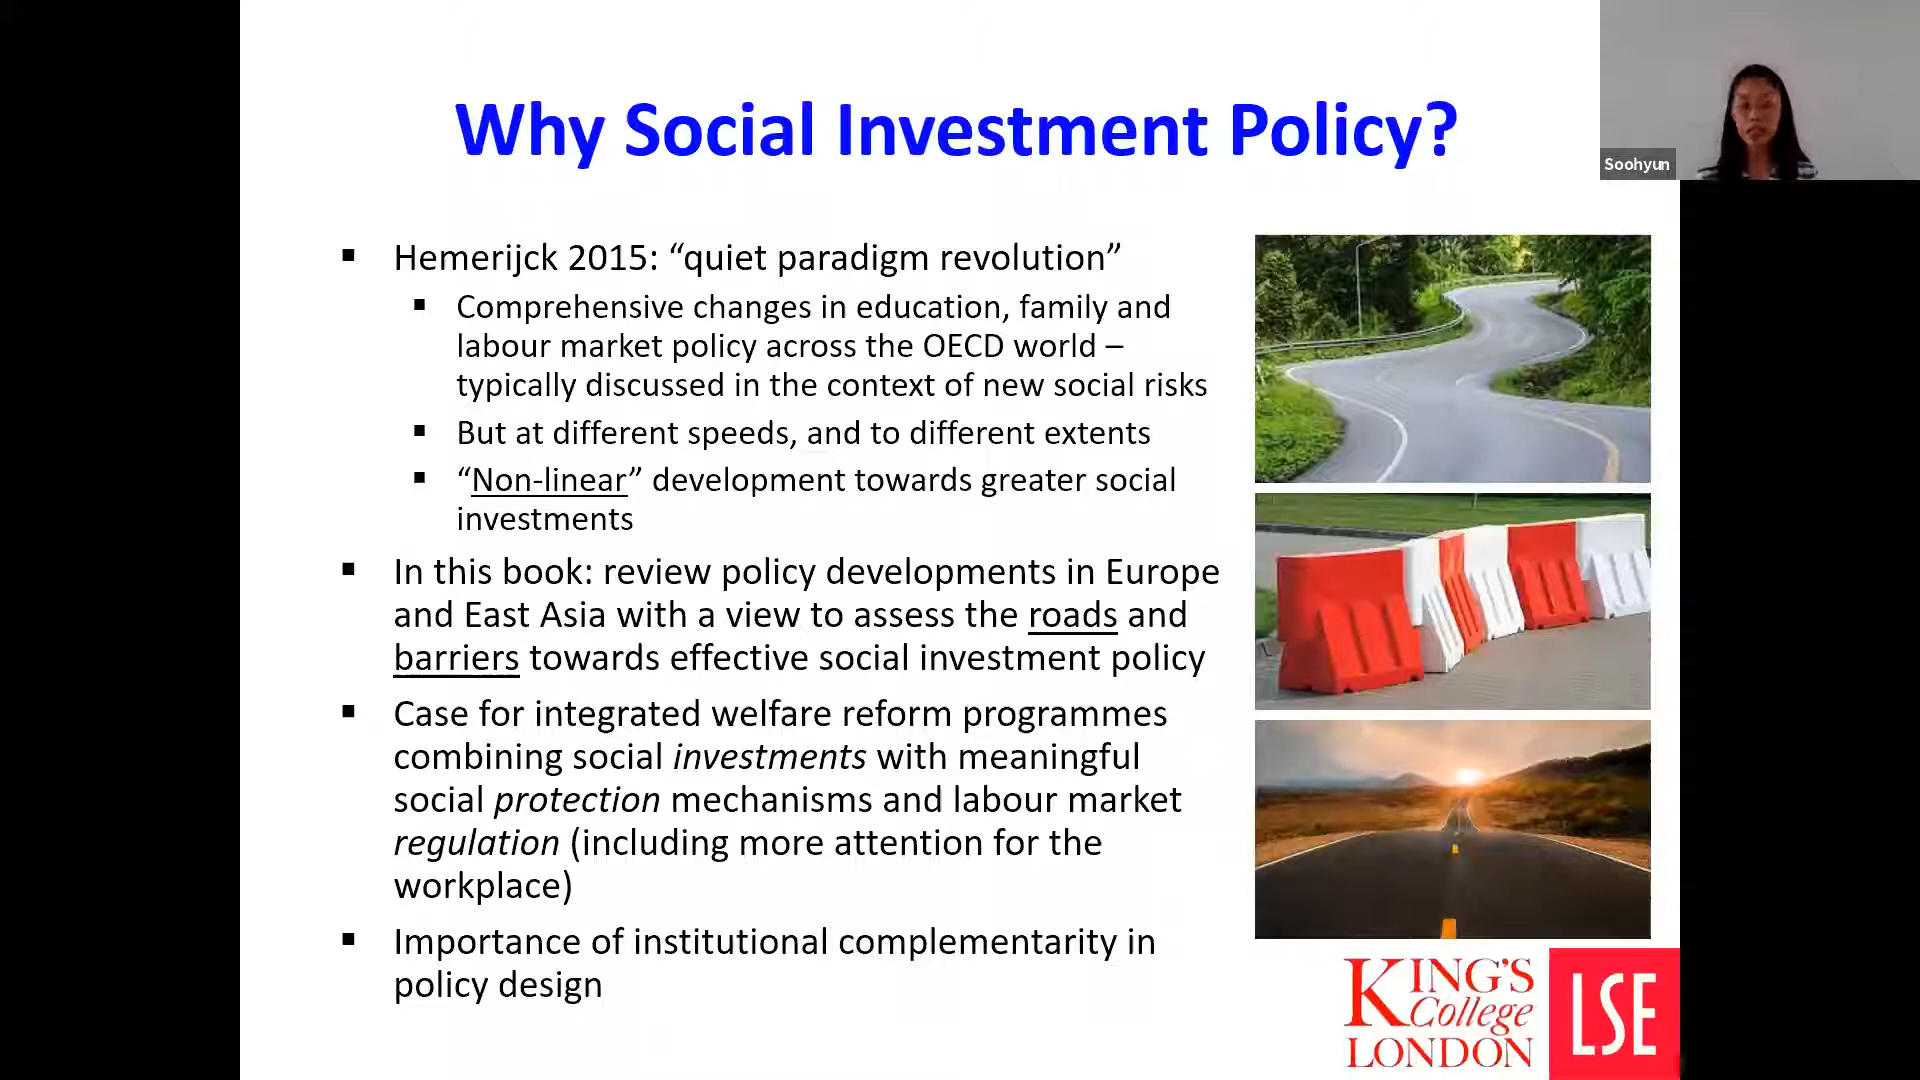 Why Social Investment Policy?
Soohyun
▪ Hemerijck 2015: “quiet paradigm revolution”
▪ Comprehensive changes in education, family and
labour market policy across the OECD world –
typically discussed in the context of new social risks
▪ But at different speeds, and to different extents
▪ “Non-linear” development towards greater social
investments
▪ In this book: review policy developments in Europe
and East Asia with a view to assess the roads and
barriers towards effective social investment policy
▪ Case for integrated welfare reform programmes
combining social investments with meaningful
social protection mechanisms and labour market
regulation (including more attention for the
workplace)
▪ Importance of institutional complementarity in
policy design
KING'S
College
LONDON
LSE